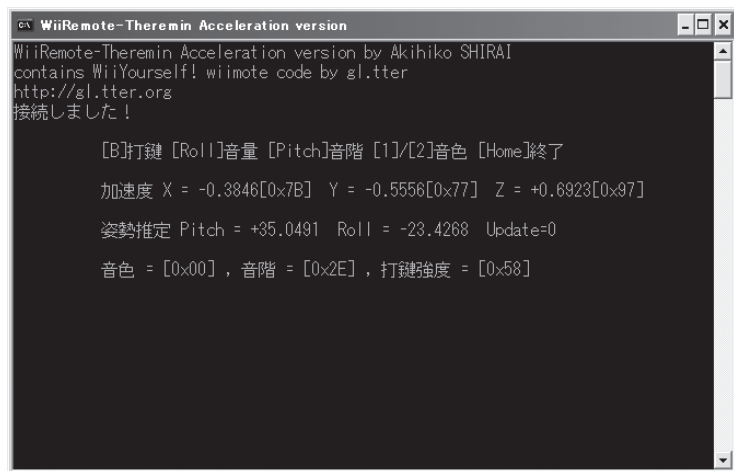 WiiRemote-Theremin Acceleration version
WiiRemote-Theremin Acceleration version by Akihiko SHIRAI
contains WiiYourself! wiimote code by gl.tter
http://gl.tter.org
接続しました！
[B]打鍵 [Roll]音量 [Pitch]音階 [1]/[2]音色 [Home]終了
加速度 X = -0.3846[0x7B]  Y = -0.5556[0x77]  Z = +0.6923[0x97]
姿勢推定 Pitch = +35.0491  Roll = -23.4268  Update=0
音色 = [0x00] , 音階 = [0x2E] , 打鍵強度 = [0x58]